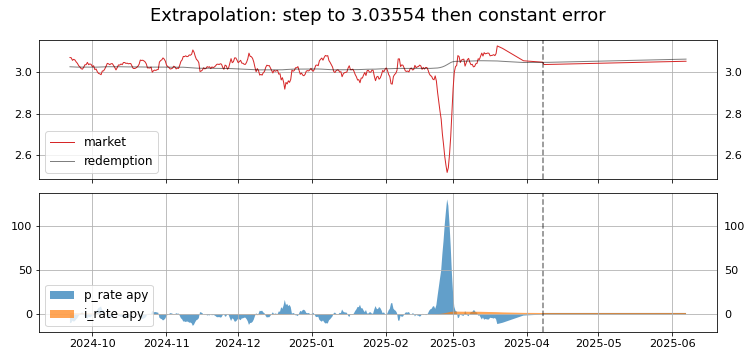 Extrapolation: step to 3.03554 then constant error
3.0 3.0
2.8 2.8
2.6 2.6
market
redemption
100 100
50 50
0 0
p_rate apy
i_rate apy
2024-10 2024-11 2024-12 2025-01 2025-02 2025-03 2025-04 2025-05 2025-06